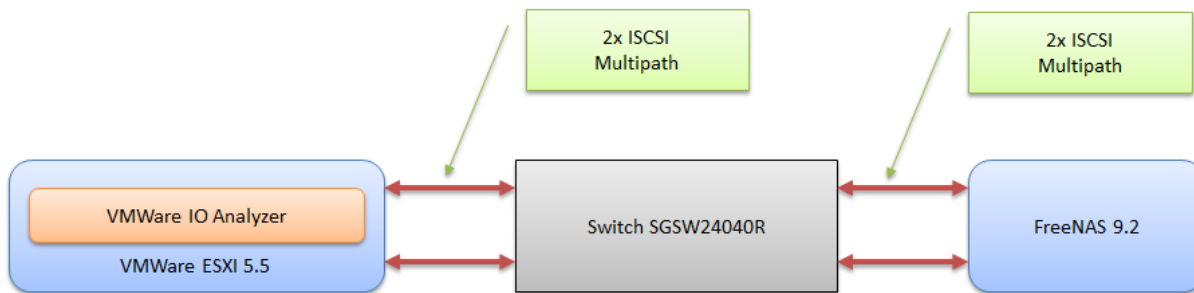 2x ISCSI
Multipath
2x ISCSI
Multipath
VMWare IO Analyzer
VMWare ESXI 5.5
Switch SGSW24040R
FreeNAS 9.2